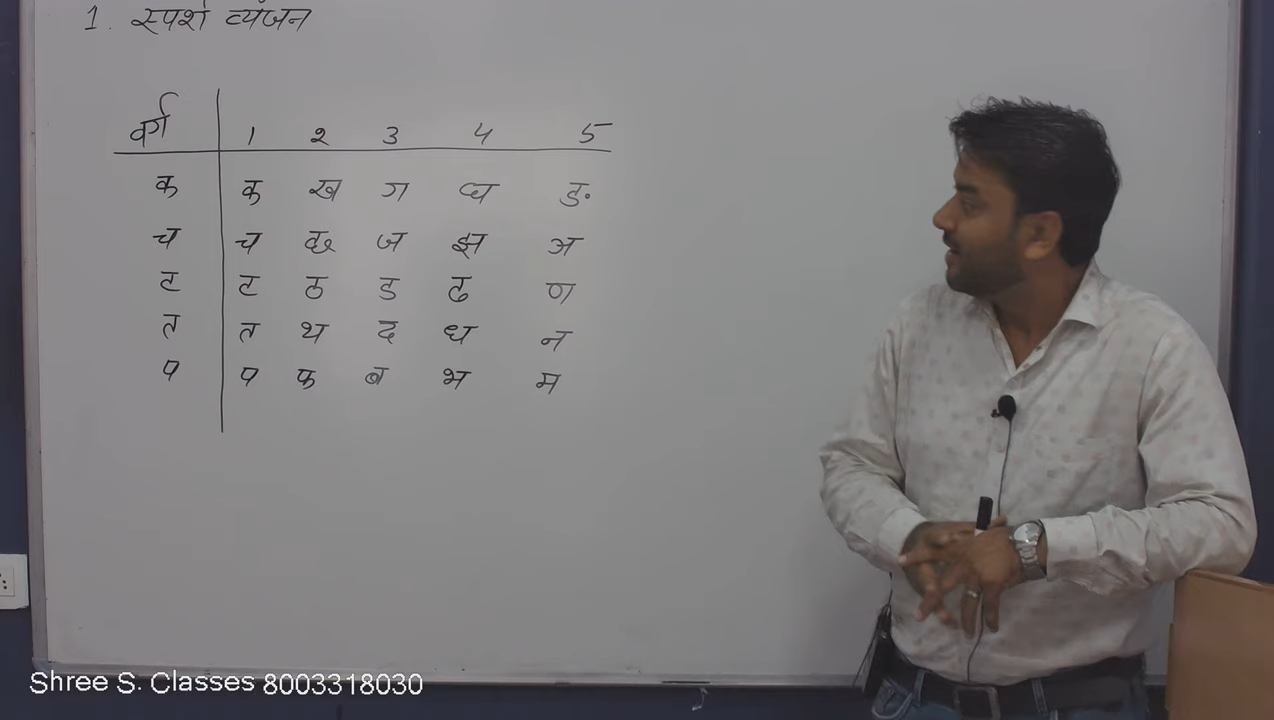 1. स्पर्श व्यंजन
वर्ग 1 2 3 4 5
क क ख ग घ ङ
च च छ ज झ ञ
ट ट ठ ड ढ ण
त त थ द ध न
प प फ ब भ म
Shree S. Classes 8003318030